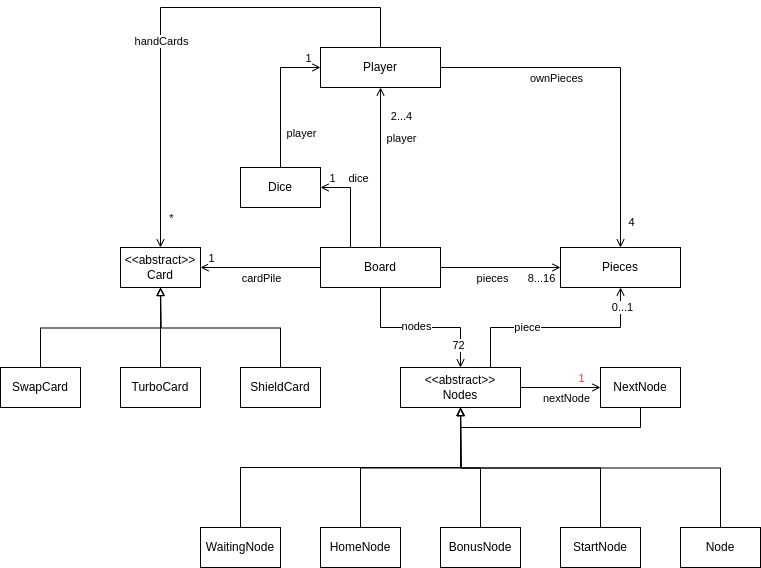 handCards
1
Player
ownPieces
2...4
player
player
1
dice
Dice
*
4
<<abstract>>
Card
1
cardPile
Board
pieces
8...16
Pieces
nodes
72
piece
0...1
SwapCard
TurboCard
ShieldCard
<<abstract>>
Nodes
1
nextNode
NextNode
WaitingNode
HomeNode
BonusNode
StartNode
Node